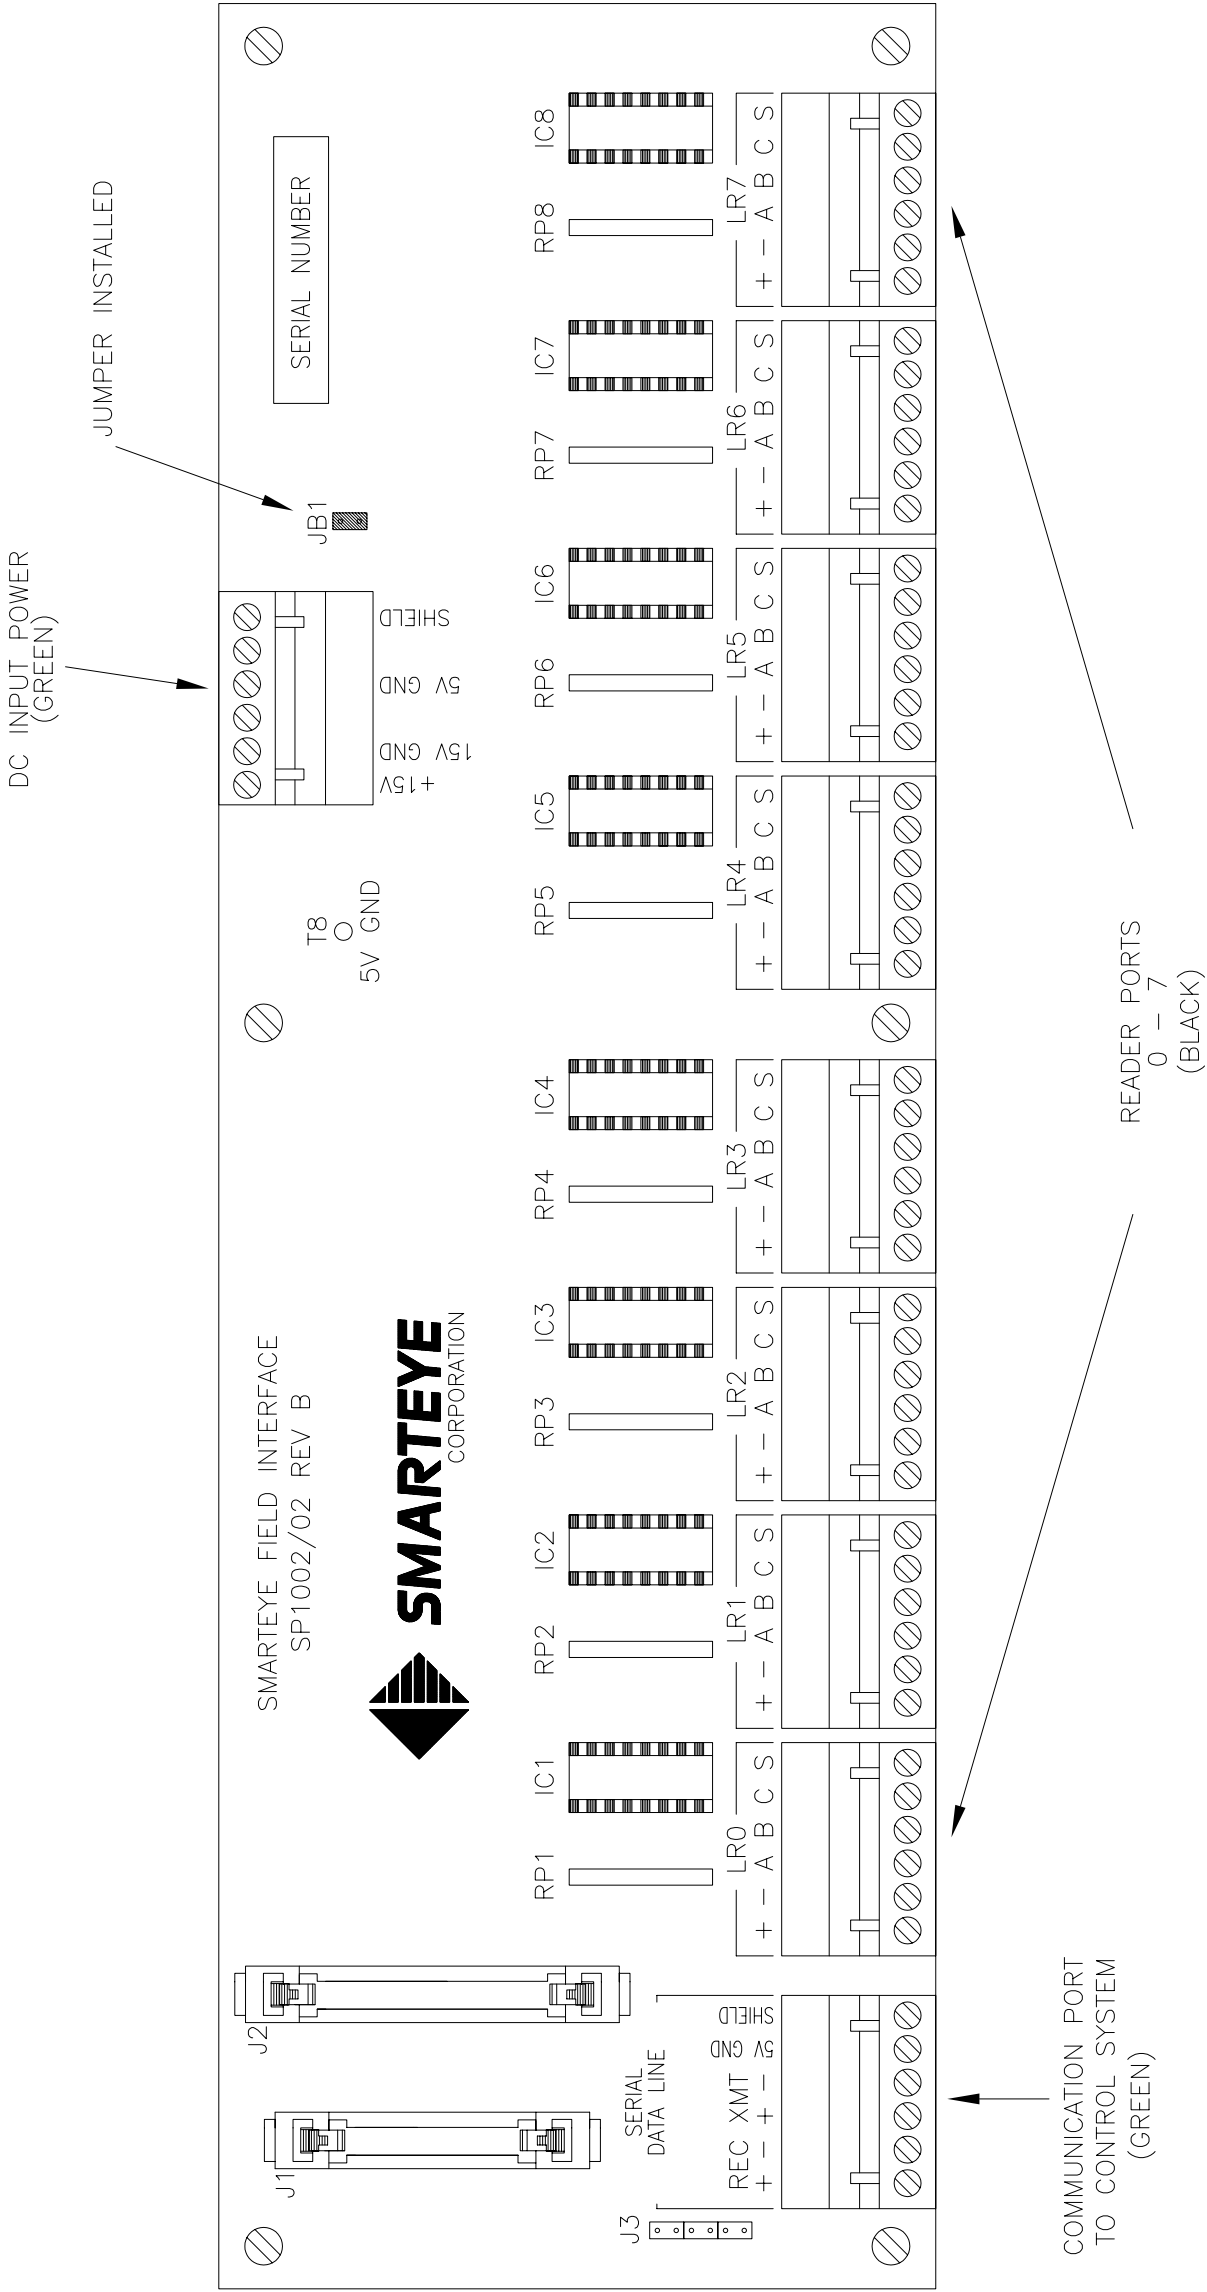 DC INPUT POWER
(GREEN)
JUMPER INSTALLED
SERIAL NUMBER
JB1
SHIELD
5V GND
15V GND
+15V
T8
5V GND
SMARTEYE FIELD INTERFACE
SP1002/02 REV B
SMARTEYE
CORPORATION
J2
J1
J3
RP1
IC1
RP2
IC2
RP3
IC3
RP4
IC4
RP5
IC5
RP6
IC6
RP7
IC7
RP8
IC8
SERIAL
DATA LINE
REC XMT
+ - + -
5V GND
SHIELD
LR0
+ - A B C S
LR1
+ - A B C S
LR2
+ - A B C S
LR3
+ - A B C S
LR4
+ - A B C S
LR5
+ - A B C S
LR6
+ - A B C S
LR7
+ - A B C S
COMMUNICATION PORT
TO CONTROL SYSTEM
(GREEN)
READER PORTS
0 - 7
(BLACK)